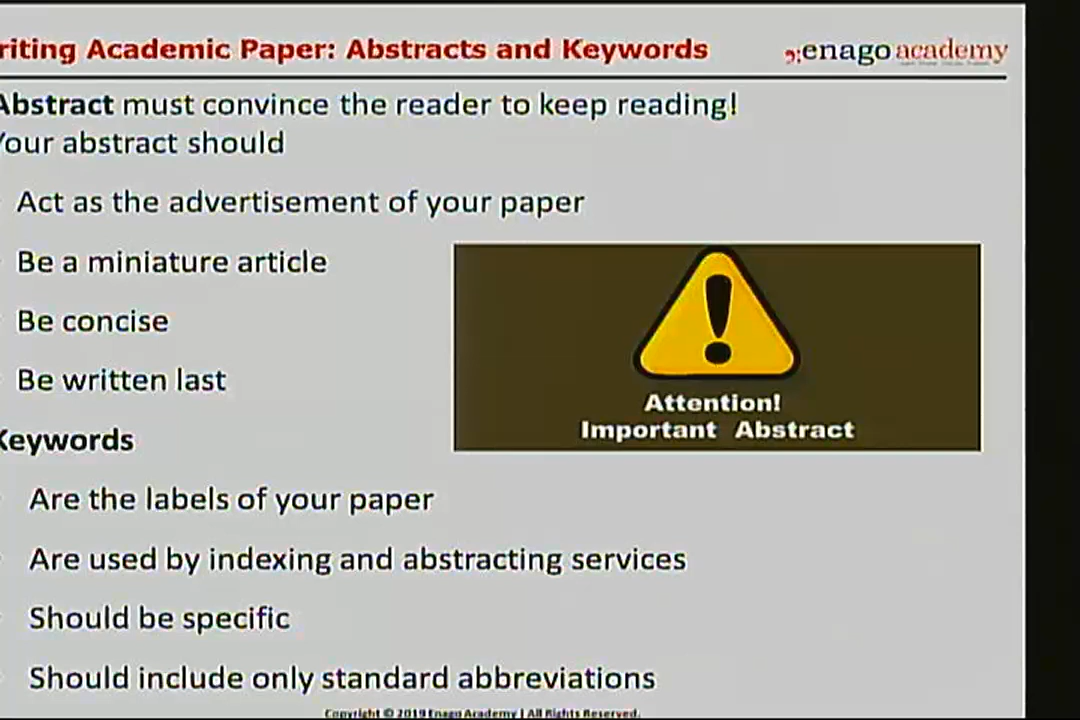 riting Academic Paper: Abstracts and Keywords
enago academy
Abstract must convince the reader to keep reading!
Your abstract should
Act as the advertisement of your paper
Be a miniature article
Be concise
Be written last
Attention!
Important Abstract
Keywords
Are the labels of your paper
Are used by indexing and abstracting services
Should be specific
Should include only standard abbreviations
Copyright © 2019 Enago Academy | All Rights Reserved.